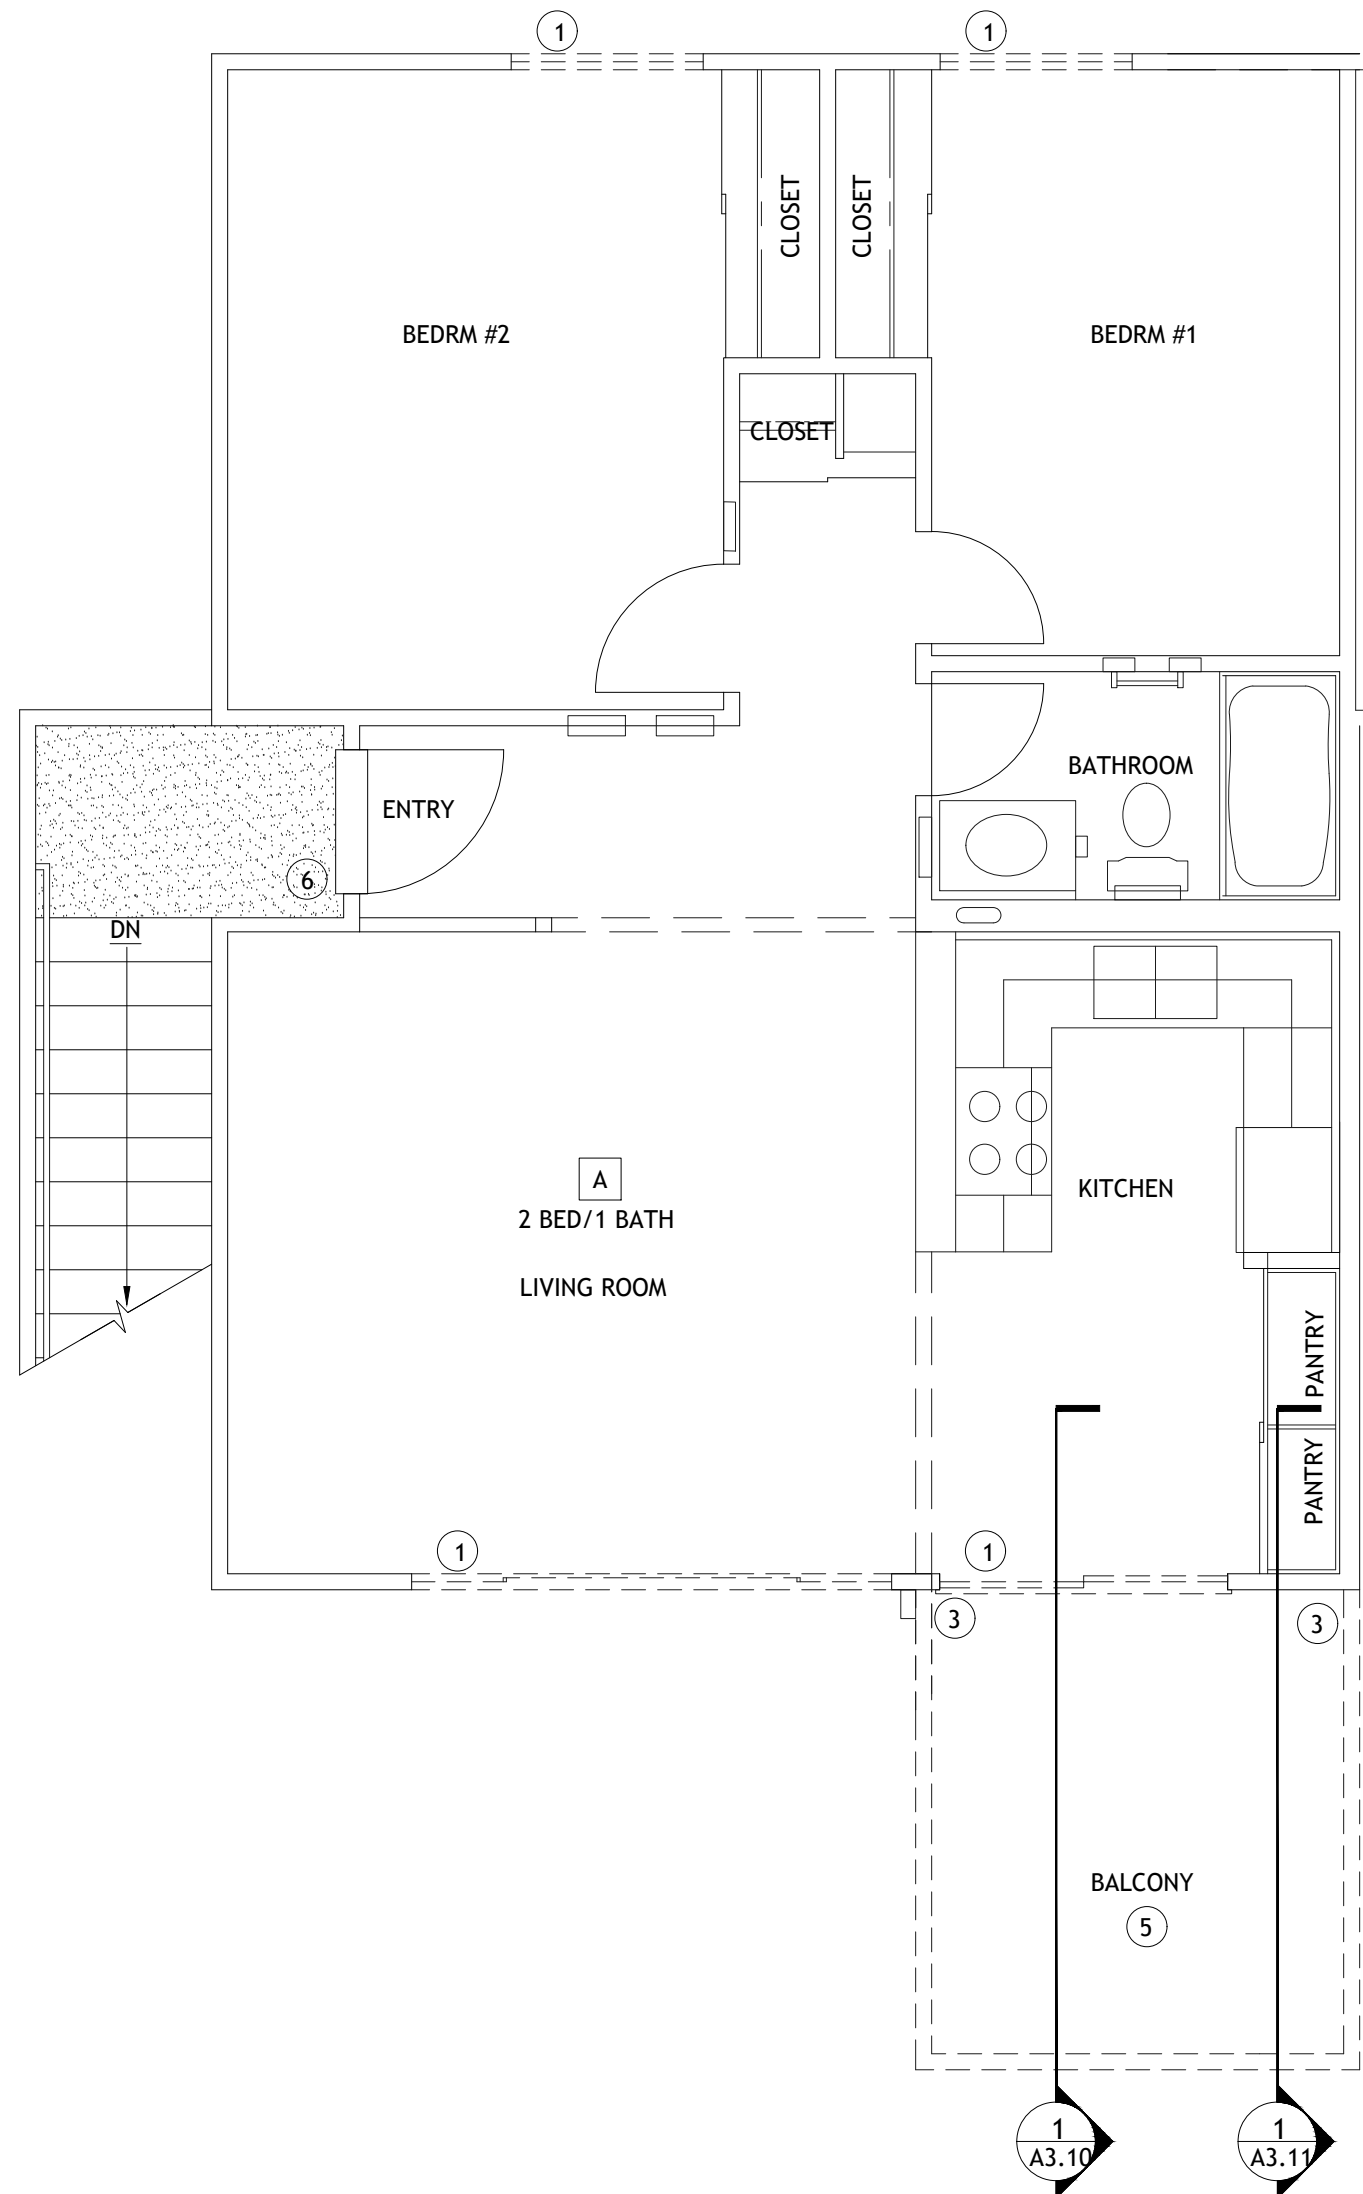 1
1
CLOSET
CLOSET
BEDRM #2
BEDRM #1
CLOSET
BATHROOM
ENTRY
6
DN
A
2 BED/1 BATH
KITCHEN
LIVING ROOM
PANTRY
PANTRY
1
1
3
3
BALCONY
5
1
A3.10
1
A3.11